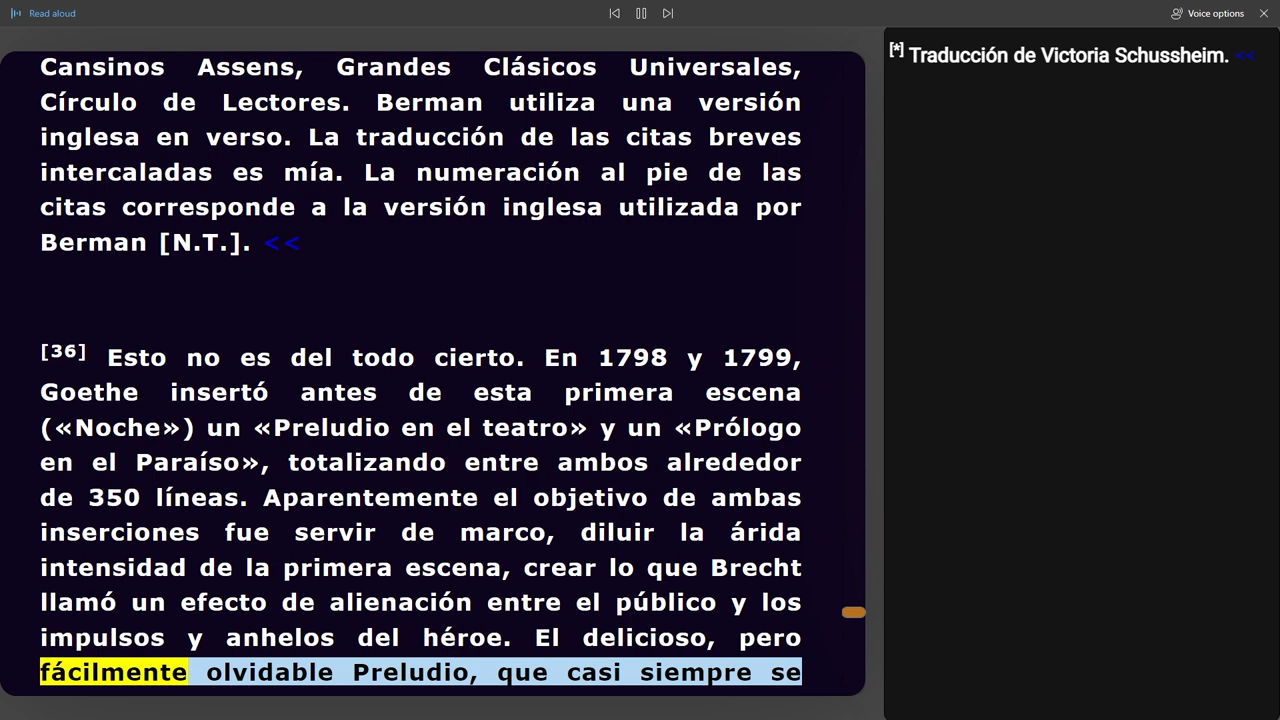 Read aloud
Voice options
Cansinos Assens, Grandes Clásicos Universales,
Círculo de Lectores. Berman utiliza una versión
inglesa en verso. La traducción de las citas breves
intercaladas es mía. La numeración al pie de las
citas corresponde a la versión inglesa utilizada por
Berman [N.T.]. <<
[36] Esto no es del todo cierto. En 1798 y 1799,
Goethe insertó antes de esta primera escena
(«Noche») un «Preludio en el teatro» y un «Prólogo
en el Paraíso», totalizando entre ambos alrededor
de 350 líneas. Aparentemente el objetivo de ambas
inserciones fue servir de marco, diluir la árida
intensidad de la primera escena, crear lo que Brecht
llamó un efecto de alienación entre el público y los
impulsos y anhelos del héroe. El delicioso, pero
fácilmente olvidable Preludio, que casi siempre se
[*] Traducción de Victoria Schussheim. <<